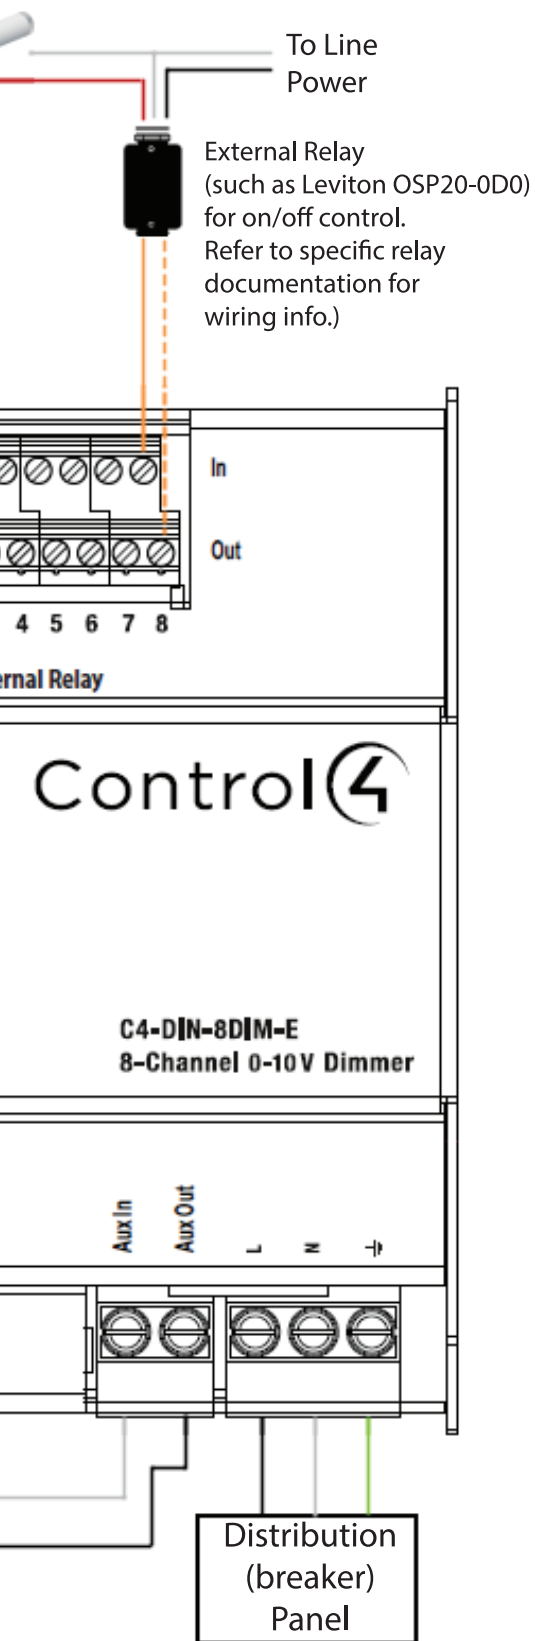 To Line
Power
External Relay
(such as Leviton OSP20-0D0)
for on/off control.
Refer to specific relay
documentation for
wiring info.)
In
Out
4 5 6 7 8
ernal Relay
Control4
C4-DIN-8DIM-E
8-Channel 0-10V Dimmer
Aux In
Aux Out
L
N
Distribution
(breaker)
Panel